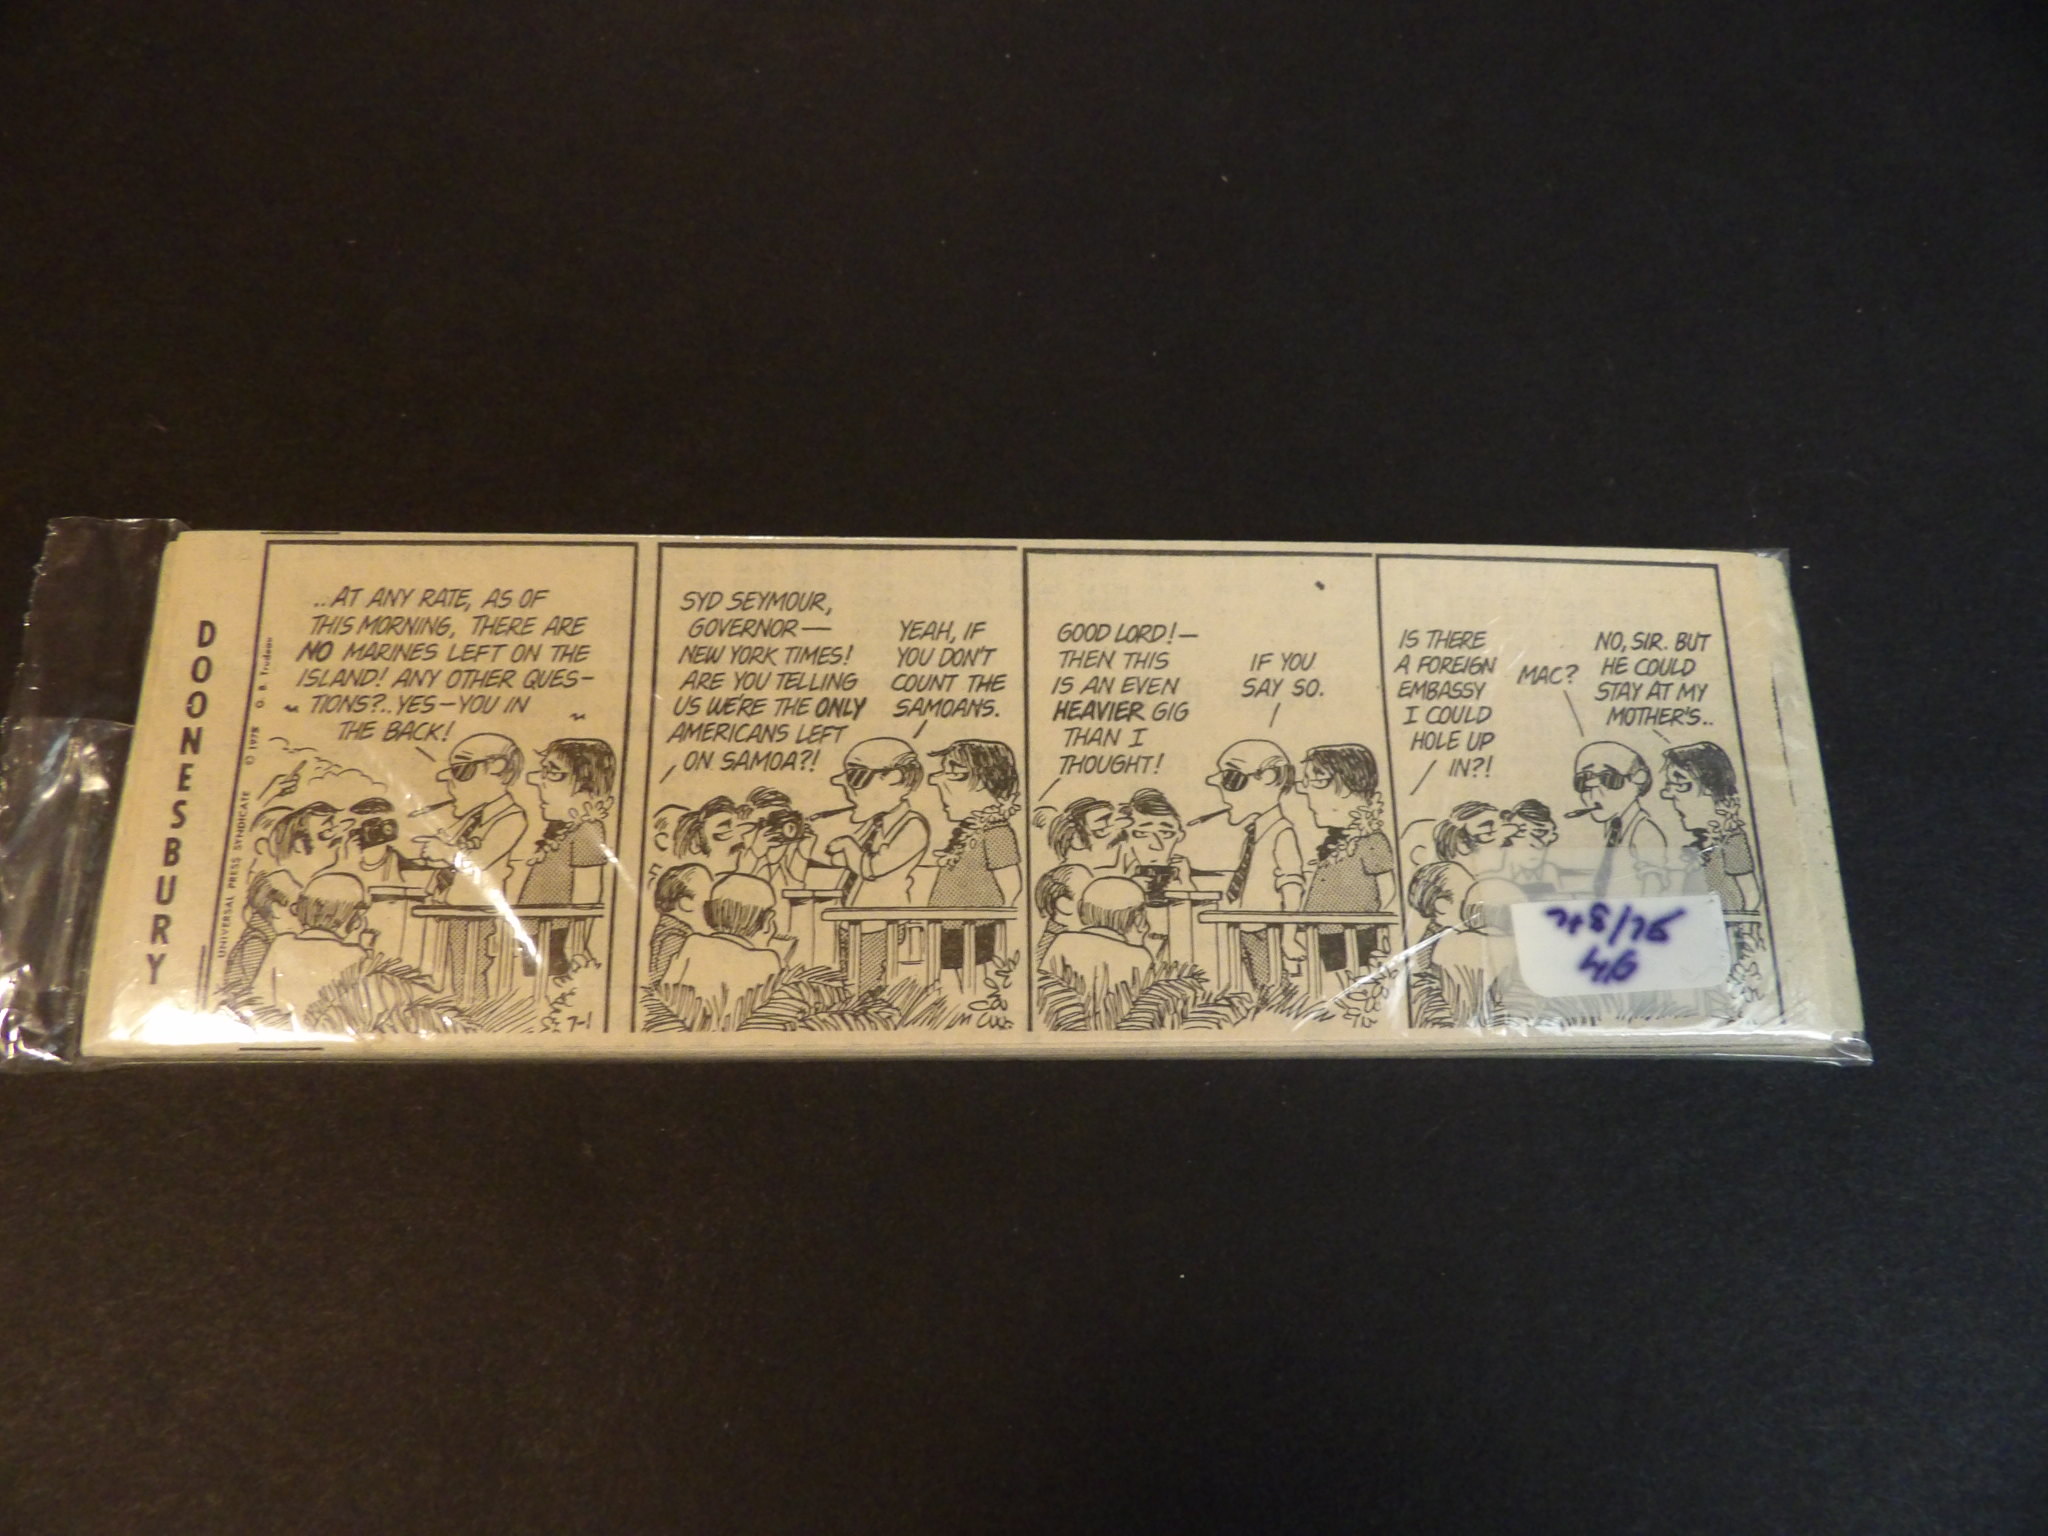 DOONESBURY
UNIVERSAL PRESS SYNDICATE © 1975 G. B. Trudeau
..AT ANY RATE, AS OF
THIS MORNING, THERE ARE
NO MARINES LEFT ON THE
ISLAND! ANY OTHER QUES-
TIONS?..YES—YOU IN
THE BACK!
7-1
SYD SEYMOUR,
GOVERNOR—
NEW YORK TIMES!
ARE YOU TELLING
US WE'RE THE ONLY
AMERICANS LEFT
ON SAMOA?!
YEAH, IF
YOU DON'T
COUNT THE
SAMOANS.
GOOD LORD!—
THEN THIS
IS AN EVEN
HEAVIER GIG
THAN I
THOUGHT!
IF YOU
SAY SO.
IS THERE
A FOREIGN
EMBASSY
I COULD
HOLE UP
IN?!
MAC?
NO, SIR. BUT
HE COULD
STAY AT MY
MOTHER'S..